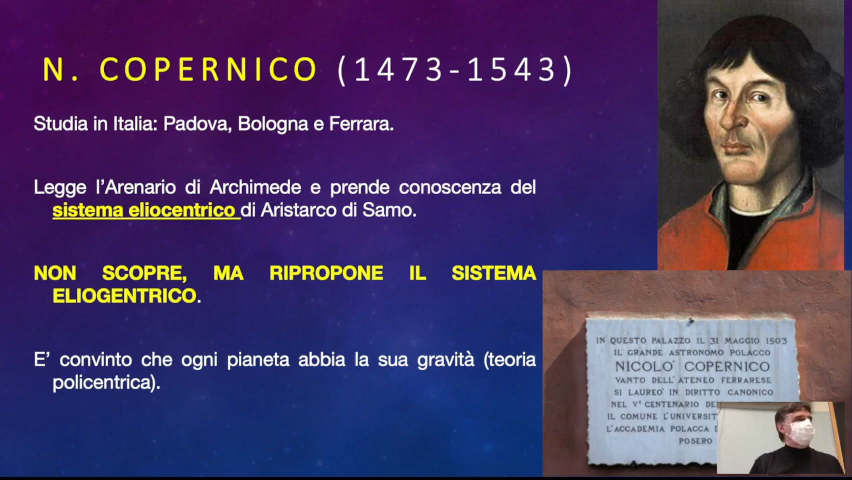 N. COPERNICO (1473-1543)
Studia in Italia: Padova, Bologna e Ferrara.
Legge l'Arenario di Archimede e prende conoscenza del
sistema eliocentrico di Aristarco di Samo.
NON SCOPRE, MA RIPROPONE IL SISTEMA
ELIOGENTRICO.
E' convinto che ogni pianeta abbia la sua gravità (teoria
policentrica).
IN QUESTO PALAZZO IL 31 MAGGIO 1503
IL GRANDE ASTRONOMO POLACCO
NICOLO' COPERNICO
VANTO DELL'ATENEO FERRARESE
SI LAUREO' IN DIRITTO CANONICO
NEL V° CENTENARIO
IL COMUNE L'UNIVERSIT
L'ACCADEMIA POLACCA
POSERO